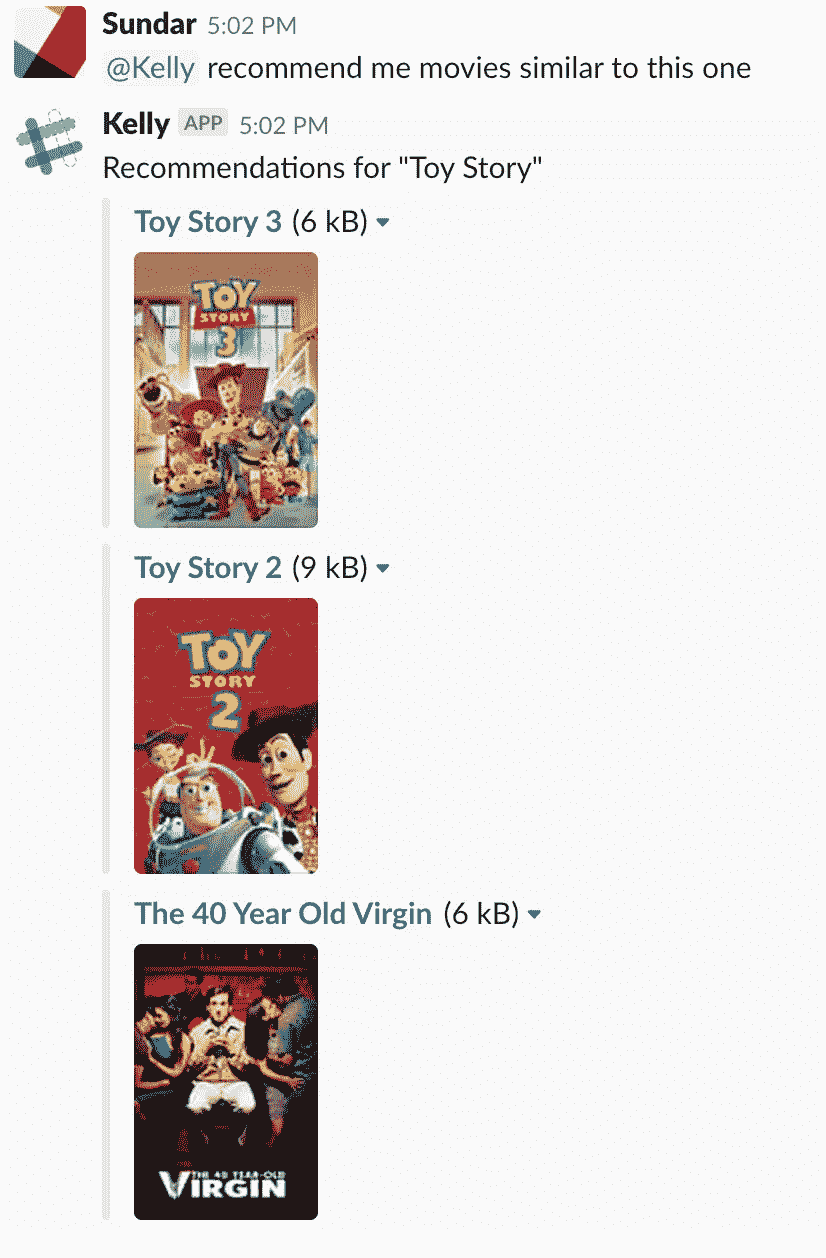 Sundar 5:02 PM
@Kelly recommend me movies similar to this one
Kelly APP 5:02 PM
Recommendations for "Toy Story"
Toy Story 3 (6 kB)
TOY
STORY
3
Toy Story 2 (9 kB)
TOY
STORY
2
The 40 Year Old Virgin (6 kB)
THE 40 YEAR-OLD
VIRGIN